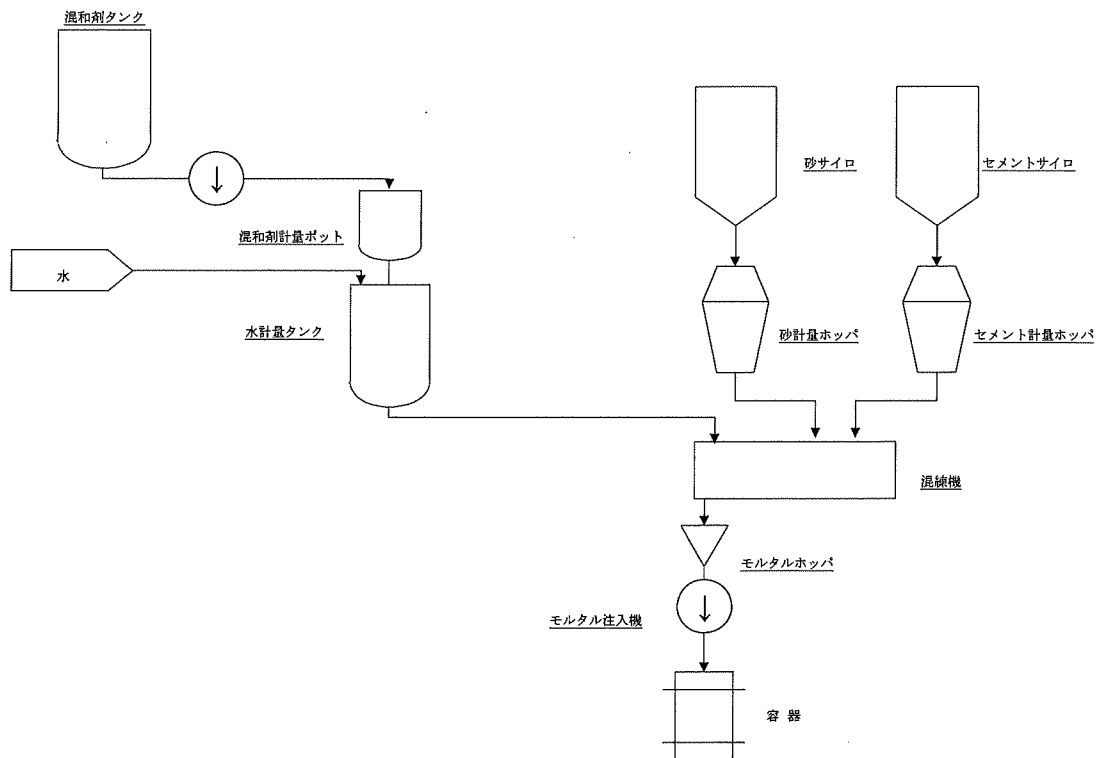 混和剤タンク
砂サイロ
セメントサイロ
混和剤計量ポット
水
水計量タンク
砂計量ホッパ
セメント計量ホッパ
混練機
モルタルホッパ
モルタル注入機
容 器